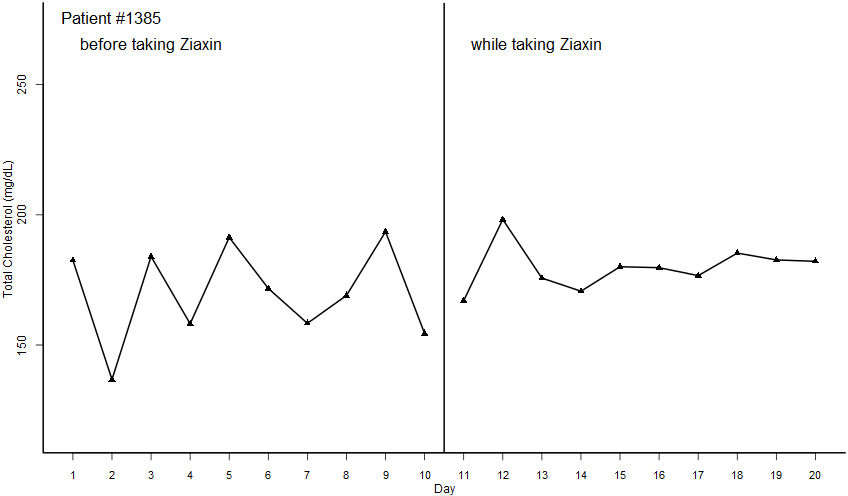 Patient #1385
before taking Ziaxin
while taking Ziaxin
250
200
150
Total Cholesterol (mg/dL)
1 2 3 4 5 6 7 8 9 10 11 12 13 14 15 16 17 18 19 20
Day